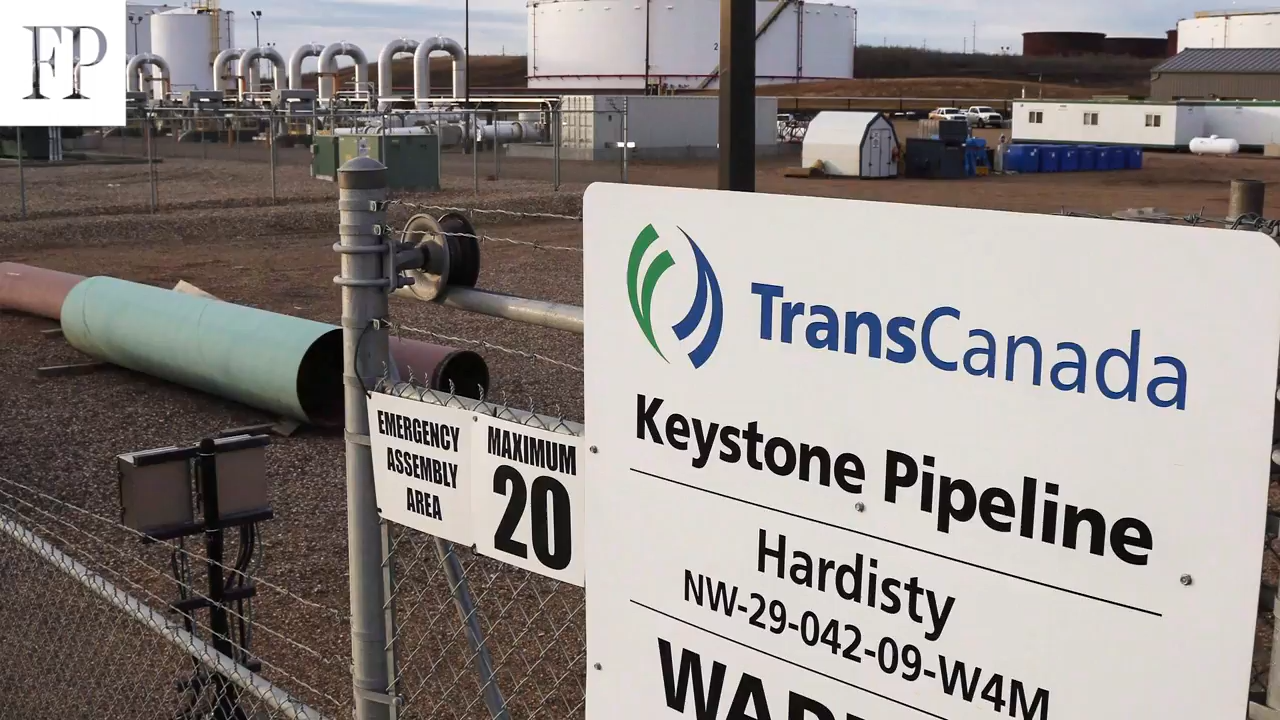 FP
TransCanada
Keystone Pipeline
Hardisty
NW-29-042-09-W4M
EMERGENCY
ASSEMBLY
AREA
MAXIMUM
20